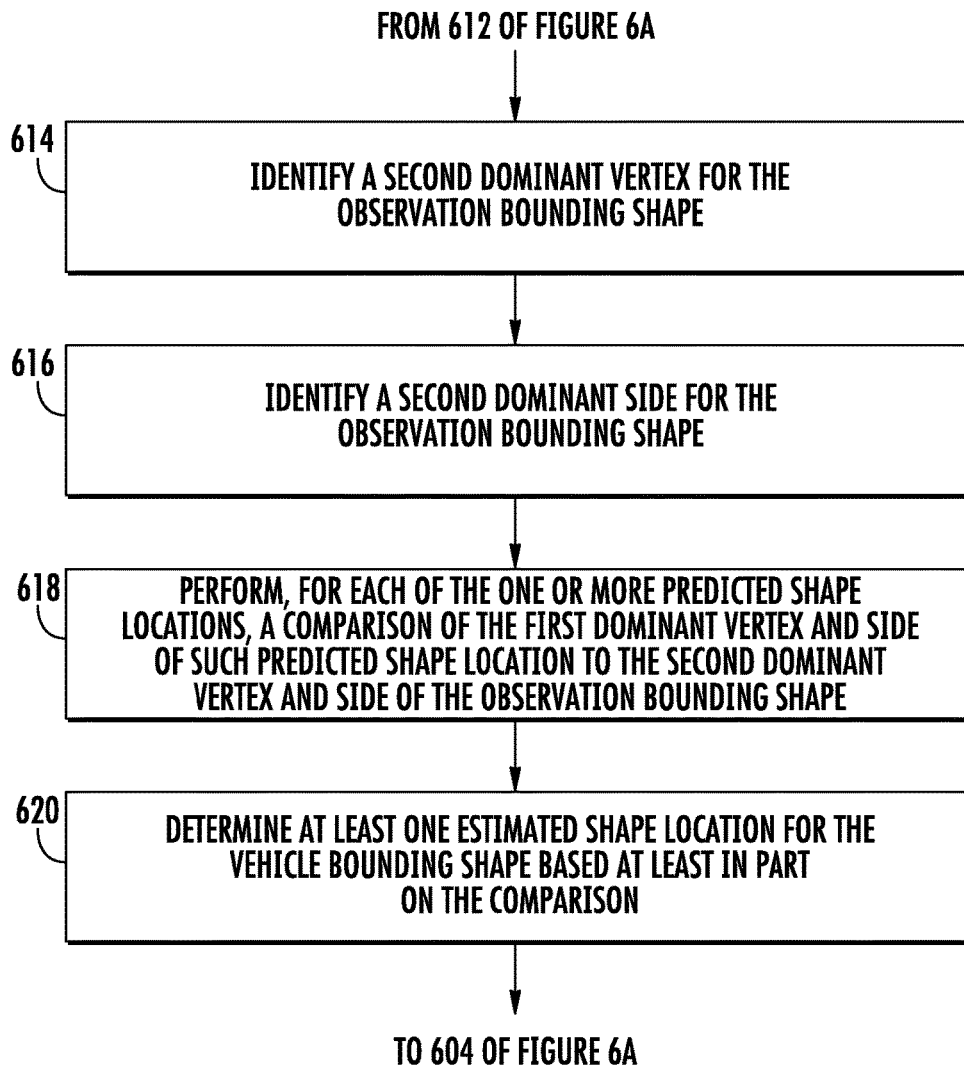 FROM 612 OF FIGURE 6A
614
IDENTIFY A SECOND DOMINANT VERTEX FOR THE
OBSERVATION BOUNDING SHAPE
616
IDENTIFY A SECOND DOMINANT SIDE FOR THE
OBSERVATION BOUNDING SHAPE
618
PERFORM, FOR EACH OF THE ONE OR MORE PREDICTED SHAPE
LOCATIONS, A COMPARISON OF THE FIRST DOMINANT VERTEX AND SIDE
OF SUCH PREDICTED SHAPE LOCATION TO THE SECOND DOMINANT
VERTEX AND SIDE OF THE OBSERVATION BOUNDING SHAPE
620
DETERMINE AT LEAST ONE ESTIMATED SHAPE LOCATION FOR THE
VEHICLE BOUNDING SHAPE BASED AT LEAST IN PART
ON THE COMPARISON
TO 604 OF FIGURE 6A